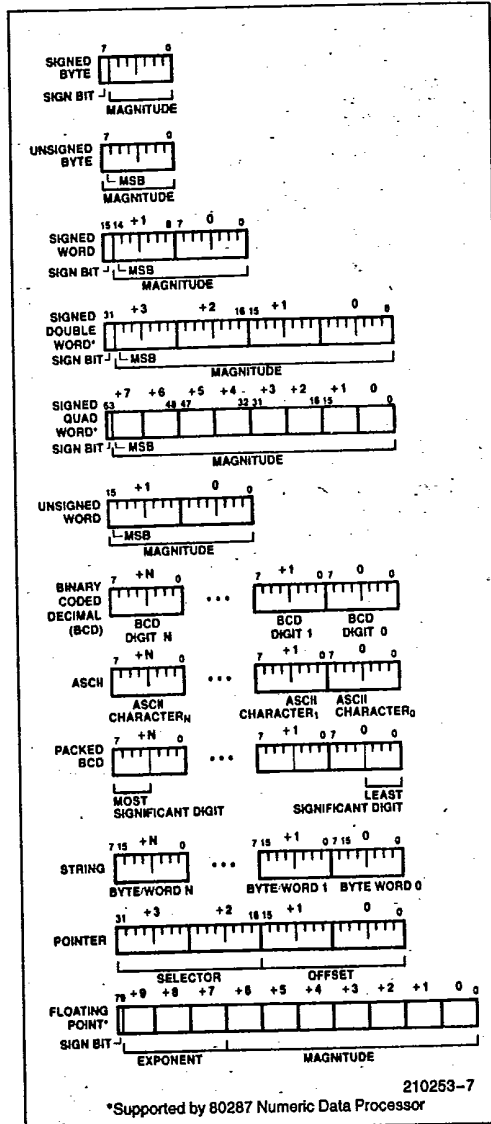 7 0
SIGNED BYTE
SIGN BIT
MAGNITUDE
7 0
UNSIGNED BYTE
MSB
MAGNITUDE
15 14 +1 8 7 0 0
SIGNED WORD
SIGN BIT MSB
MAGNITUDE
31 +3 +2 16 15 +1 0 0
SIGNED DOUBLE WORD*
SIGN BIT MSB
MAGNITUDE
+7 +6 +5 +4 +3 +2 +1 0
63 48 47 32 31 16 15 0
SIGNED QUAD WORD*
SIGN BIT MSB
MAGNITUDE
15 +1 0 0
UNSIGNED WORD
MSB
MAGNITUDE
7 +N 0 ••• 7 +1 0 7 0 0
BINARY CODED DECIMAL (BCD)
BCD DIGIT N BCD DIGIT 1 BCD DIGIT 0
7 +N 0 ••• 7 +1 0 7 0 0
ASCII
ASCII CHARACTERN ASCII CHARACTER1 ASCII CHARACTER0
7 +N 0 ••• 7 +1 0 7 0 0
PACKED BCD
MOST SIGNIFICANT DIGIT LEAST SIGNIFICANT DIGIT
7 15 +N 0 ••• 7 15 +1 0 7 15 0 0
STRING
BYTE/WORD N BYTE/WORD 1 BYTE WORD 0
31 +3 +2 16 15 +1 0 0
POINTER
SELECTOR OFFSET
79 +9 +8 +7 +6 +5 +4 +3 +2 +1 0 0
FLOATING POINT*
SIGN BIT
EXPONENT MAGNITUDE
210253-7
*Supported by 80287 Numeric Data Processor